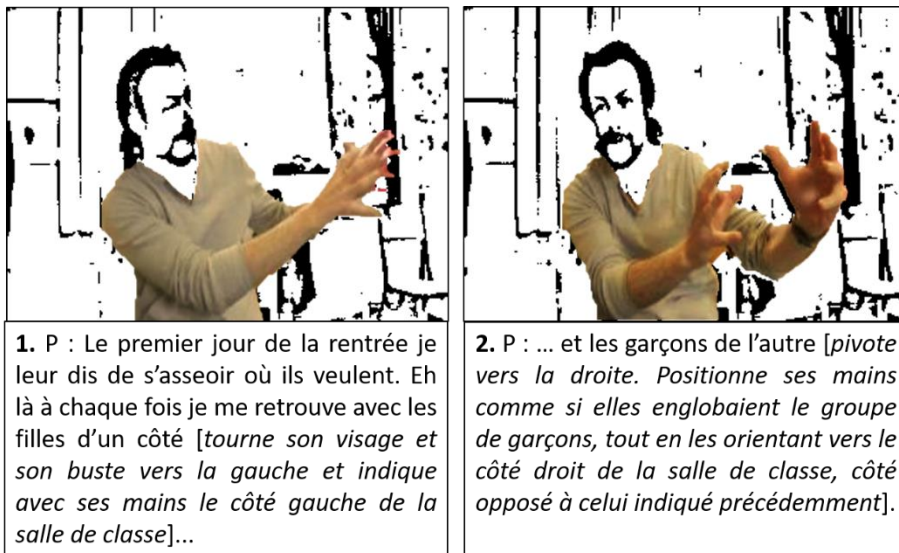 1. P : Le premier jour de la rentrée je
leur dis de s’asseoir où ils veulent. Eh
là à chaque fois je me retrouve avec les
filles d’un côté [tourne son visage et
son buste vers la gauche et indique
avec ses mains le côté gauche de la
salle de classe]...
2. P : ... et les garçons de l’autre [pivote
vers la droite. Positionne ses mains
comme si elles englobaient le groupe
de garçons, tout en les orientant vers le
côté droit de la salle de classe, côté
opposé à celui indiqué précédemment].